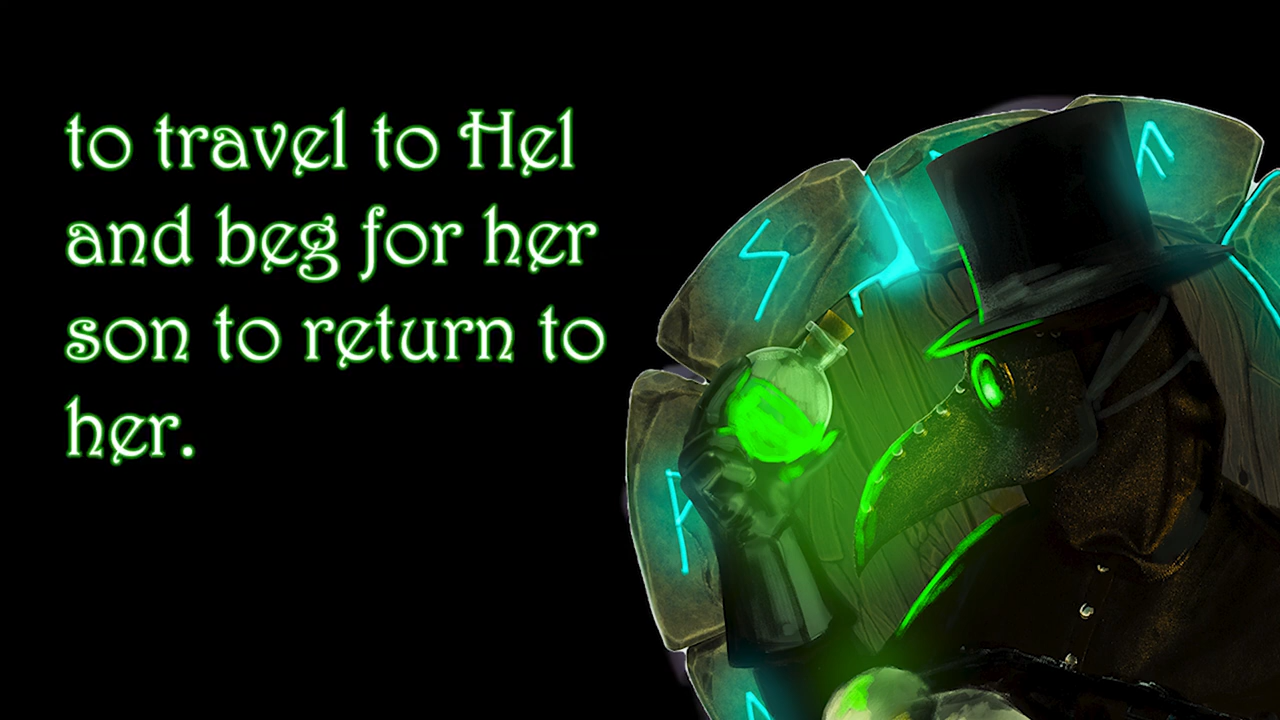 to travel to Hel
and beg for her
son to return to
her.